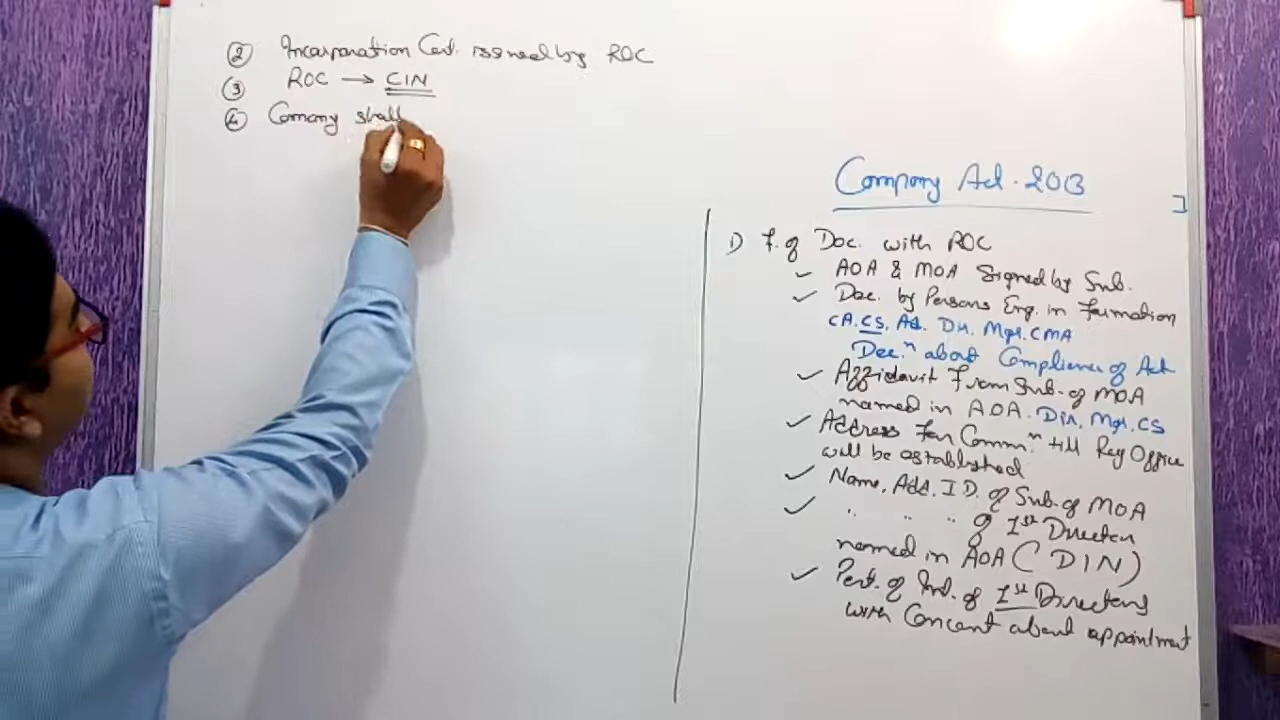 ② Incorporation Cert. issued by ROC
③ ROC → CIN
④ Comany shall
Company Act. 2013
1) F. of Doc. with ROC
✓ AOA & MOA Signed by Sub.
✓ Doc. by Persons Eng. in Formation
CA. CS. Ad. Dir. Mgr. CMA
Decⁿ about Compliance of Act
✓ Affidavit From Sub. of MOA
named in AOA. Dir. Mgr. CS
✓ Address For Commⁿ till Reg Office
will be established
✓ Name, Add. I D. of Sub. of MOA
✓ " " " of 1st Director
named in AOA ( DIN )
✓ Part. of Int. of 1st Directors
with Concent about appointment